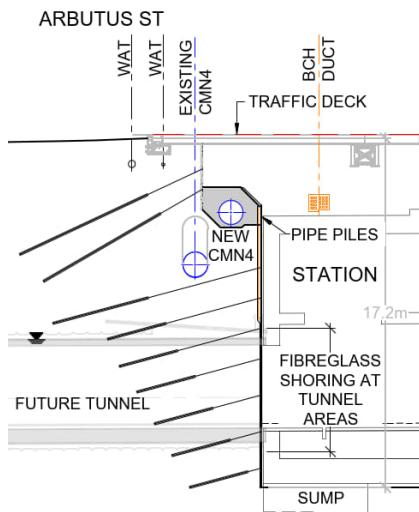 ARBUTUS ST
WAT
WAT
EXISTING
CMN4
BCH
DUCT
TRAFFIC DECK
NEW
CMN4
PIPE PILES
STATION
17.2m
FIBREGLASS
SHORING AT
TUNNEL
AREAS
FUTURE TUNNEL
SUMP